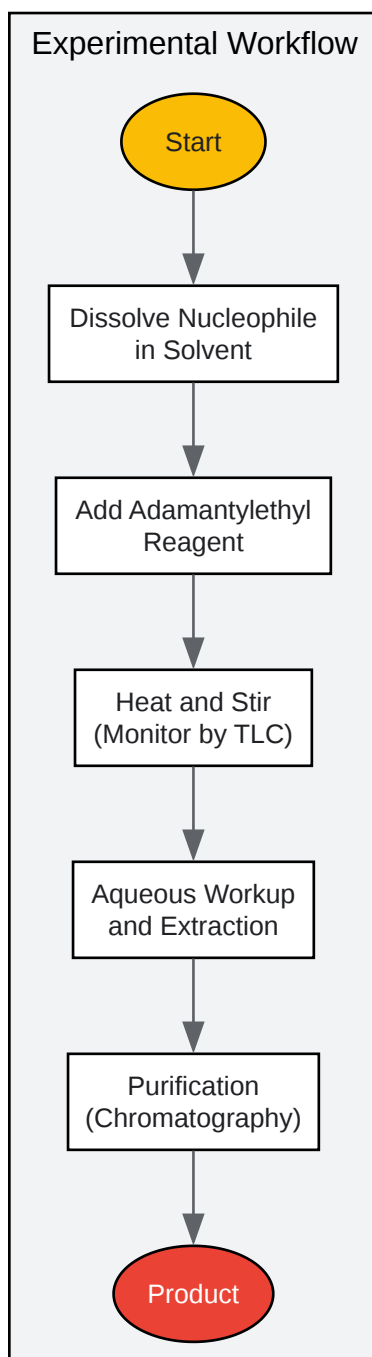 Experimental Workflow
Start
Dissolve Nucleophile
in Solvent
Add Adamantylethyl
Reagent
Heat and Stir
(Monitor by TLC)
Aqueous Workup
and Extraction
Purification
(Chromatography)
Product